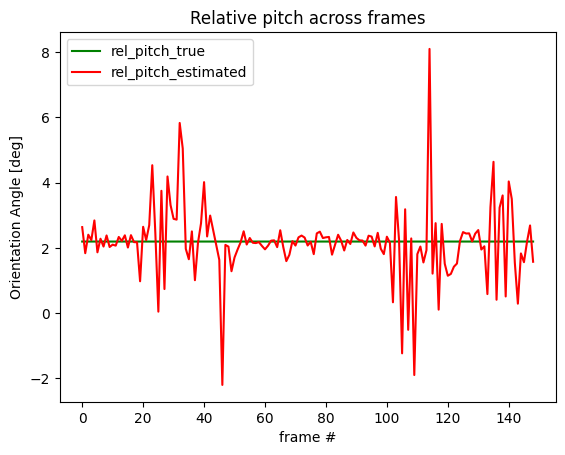 Relative pitch across frames
rel_pitch_true
rel_pitch_estimated
Orientation Angle [deg]
8
6
4
2
0
−2
0 20 40 60 80 100 120 140
frame #